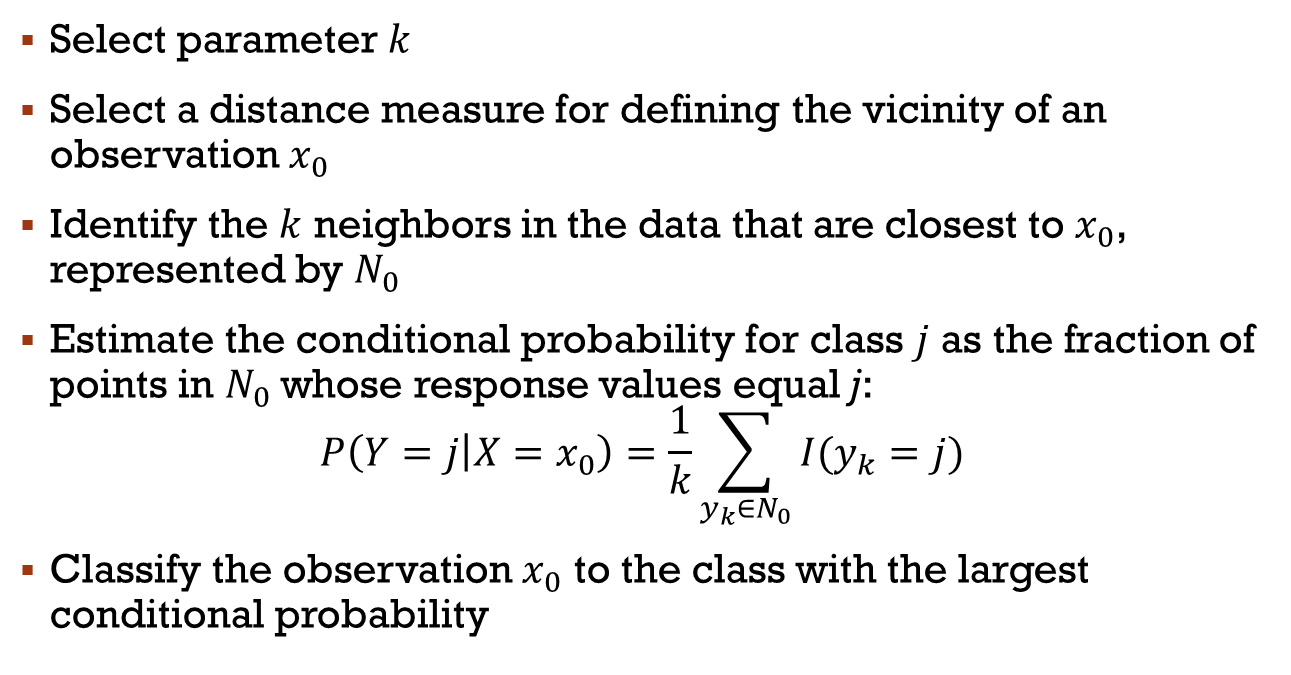 ▪ Select parameter 𝑘
▪ Select a distance measure for defining the vicinity of an
observation 𝑥₀
▪ Identify the 𝑘 neighbors in the data that are closest to 𝑥₀,
represented by 𝑁₀
▪ Estimate the conditional probability for class 𝑗 as the fraction of
points in 𝑁₀ whose response values equal 𝑗:
𝑃(𝑌 = 𝑗|𝑋 = 𝑥₀) = 1/𝑘 ∑_{𝑦ₖ∈𝑁₀} 𝐼(𝑦ₖ = 𝑗)
▪ Classify the observation 𝑥₀ to the class with the largest
conditional probability